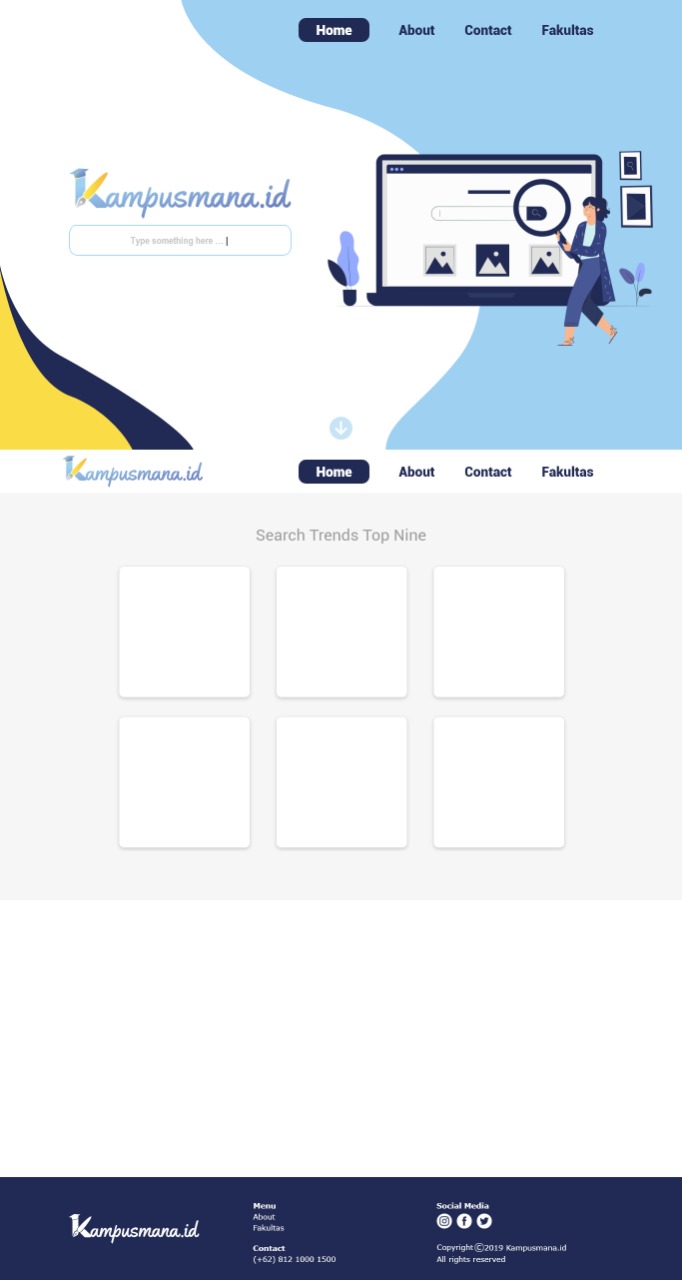 Home About Contact Fakultas
Kampusmana.id
Type something here ... |
Kampusmana.id Home About Contact Fakultas
Search Trends Top Nine
Kampusmana.id
Menu
About
Fakultas
Contact
(+62) 812 1000 1500
Social Media
Copyright©2019 Kampusmana.id
All rights reserved